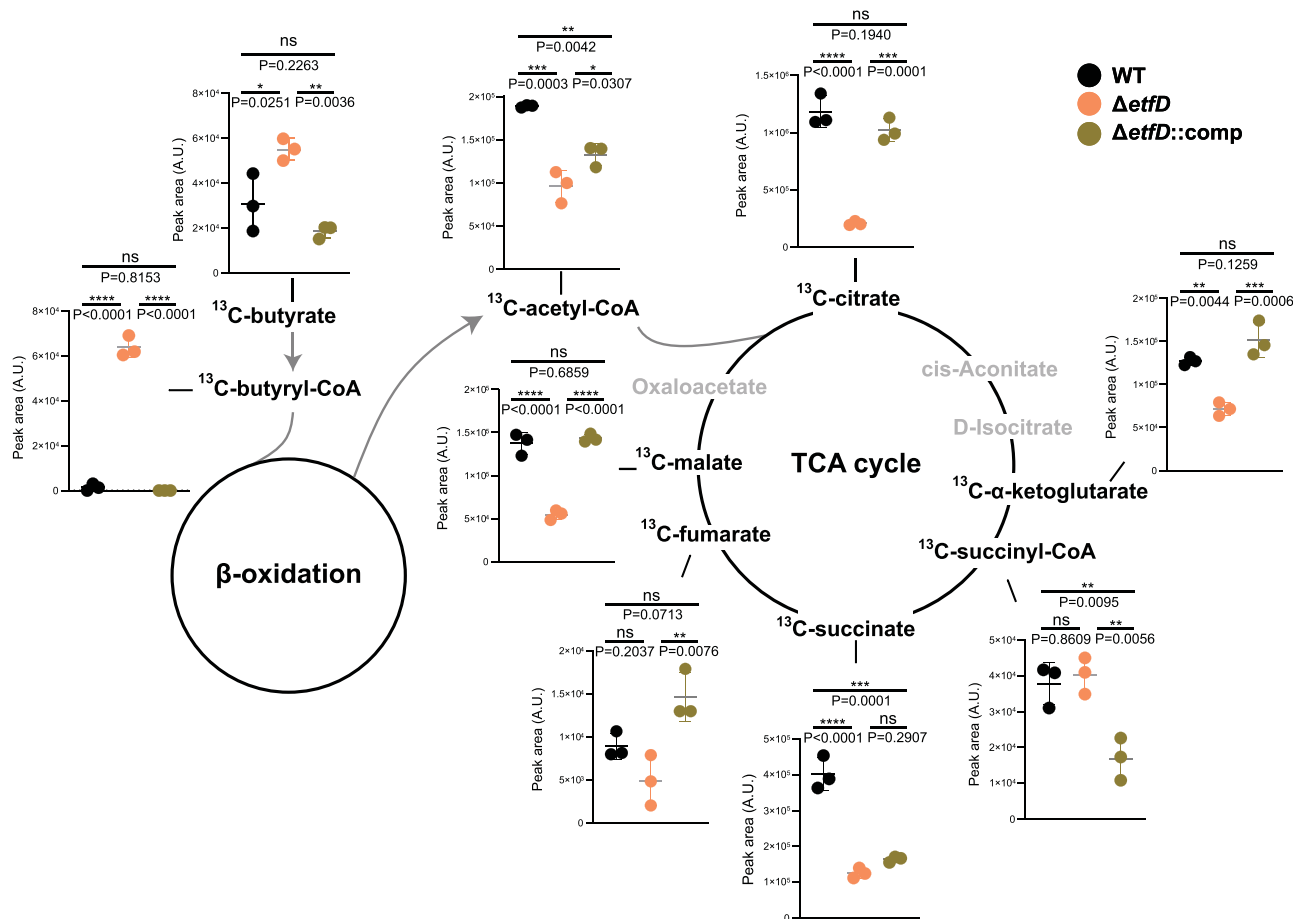 ns
P=0.2263
*
**
P=0.0251
P=0.0036
8×10⁴
6×10⁴
4×10⁴
2×10⁴
0
Peak area (A.U.)
¹³C-butyrate
**
P=0.0042
***
*
P=0.0003
P=0.0307
2×10⁵
1.5×10⁵
1×10⁵
5×10⁴
0
Peak area (A.U.)
¹³C-acetyl-CoA
ns
P=0.1940
****
***
P<0.0001
P=0.0001
1.5×10⁶
1×10⁶
5×10⁵
0
Peak area (A.U.)
¹³C-citrate
WT
ΔetfD
ΔetfD::comp
ns
P=0.8153
****
****
P<0.0001
P<0.0001
8×10⁴
6×10⁴
4×10⁴
2×10⁴
0
Peak area (A.U.)
¹³C-butyryl-CoA
β-oxidation
ns
P=0.6859
****
****
P<0.0001
P<0.0001
2×10⁵
1.5×10⁵
1×10⁵
5×10⁶
0
Peak area (A.U.)
Oxaloacetate
cis-Aconitate
D-Isocitrate
TCA cycle
¹³C-malate
¹³C-fumarate
¹³C-α-ketoglutarate
¹³C-succinyl-CoA
¹³C-succinate
ns
P=0.1259
**
***
P=0.0044
P=0.0006
2×10⁵
1.5×10⁵
1×10⁵
5×10⁴
0
Peak area (A.U.)
ns
P=0.0713
ns
**
P=0.2037
P=0.0076
2×10⁴
1.5×10⁴
1×10⁴
5×10³
0
Peak area (A.U.)
***
P=0.0001
****
ns
P<0.0001
P=0.2907
5×10⁵
4×10⁵
3×10⁵
2×10⁵
1×10⁵
0
Peak area (A.U.)
**
P=0.0095
ns
**
P=0.8609
P=0.0056
5×10⁴
4×10⁴
3×10⁴
2×10⁴
1×10⁴
0
Peak area (A.U.)